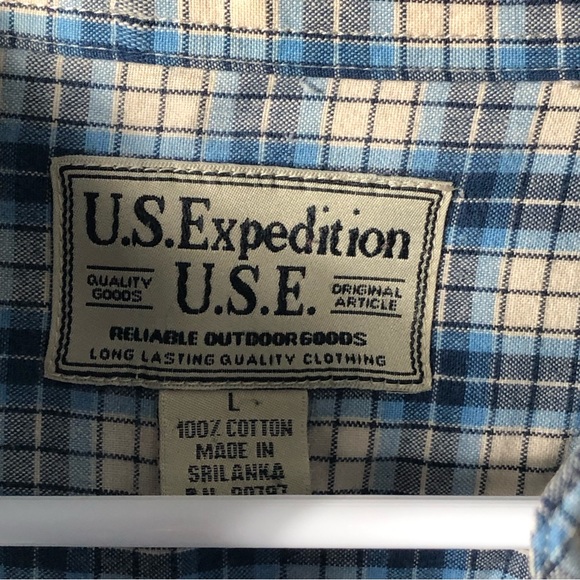 U.S.Expedition
QUALITY GOODS
U.S.E.
ORIGINAL ARTICLE
RELIABLE OUTDOOR GOODS
LONG LASTING QUALITY CLOTHING
L
100% COTTON
MADE IN
SRILANKA